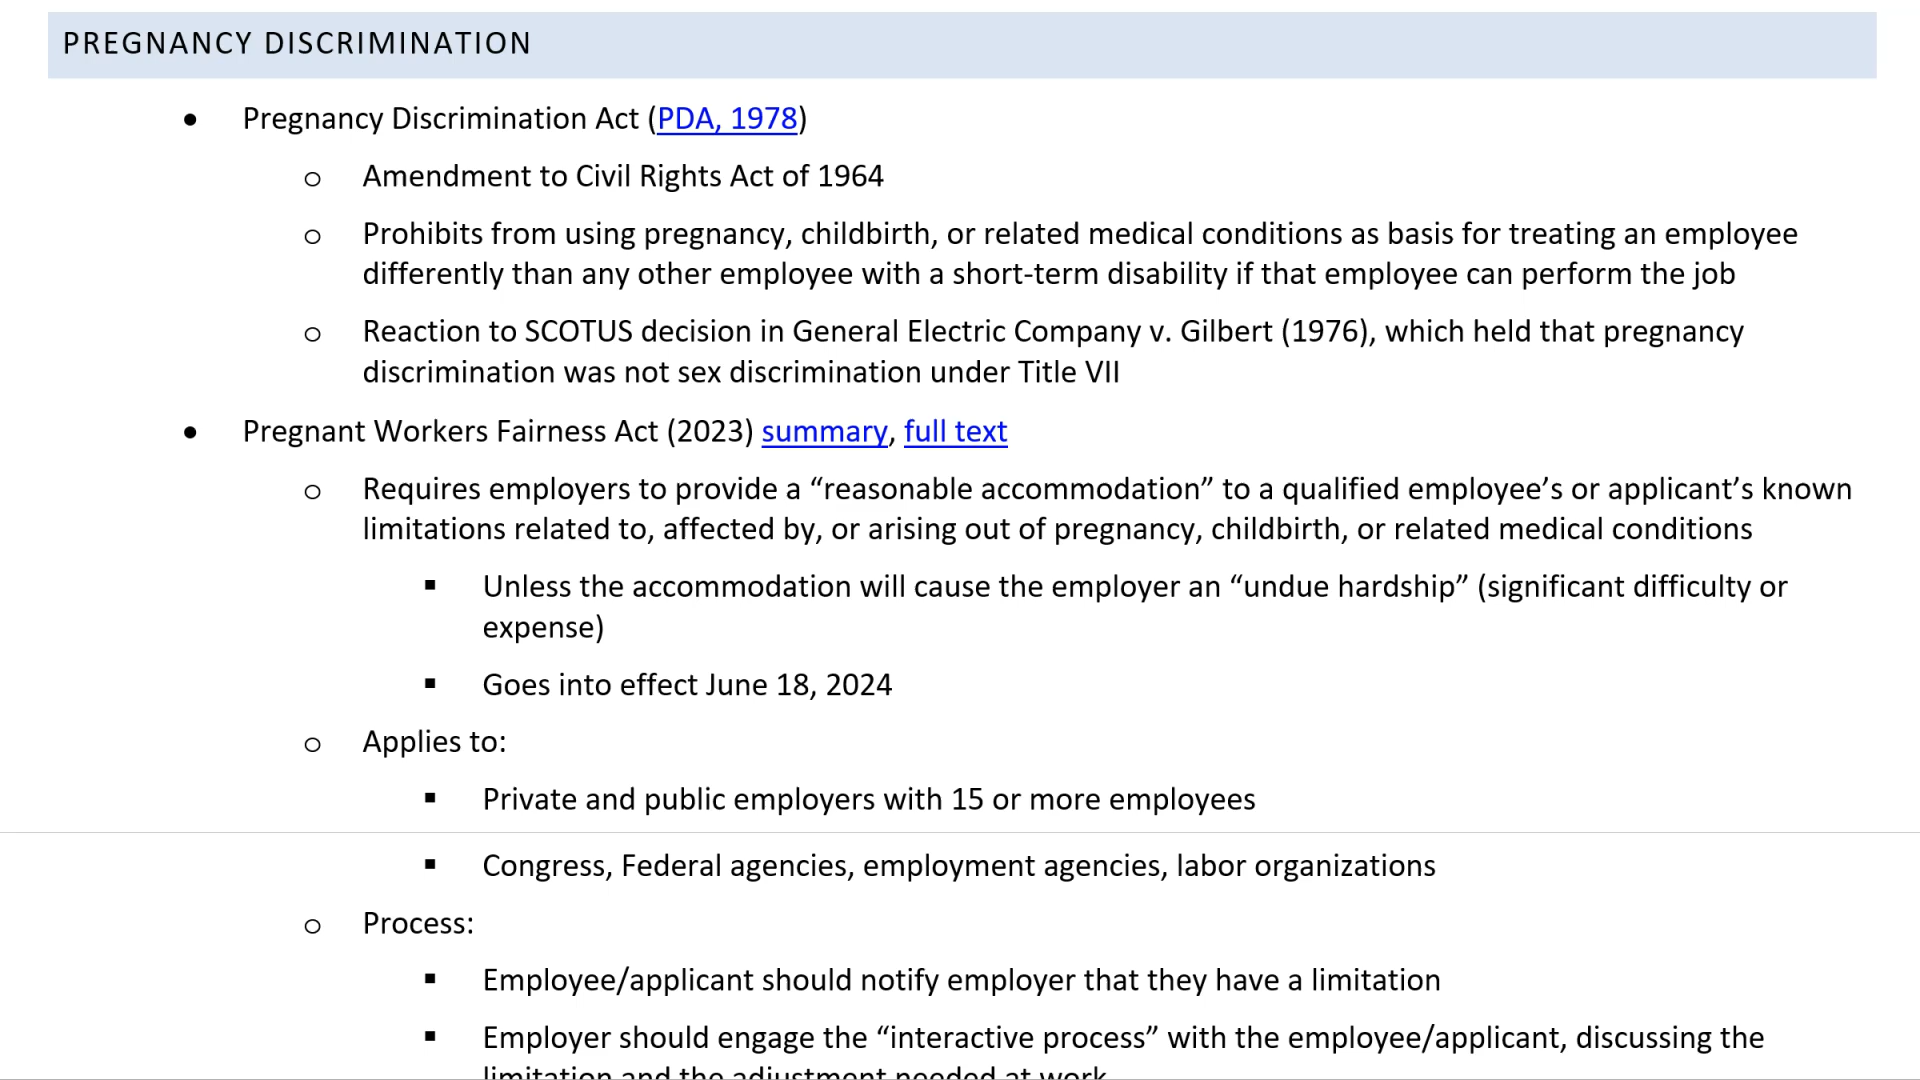 PREGNANCY DISCRIMINATION
• Pregnancy Discrimination Act (PDA, 1978)
o Amendment to Civil Rights Act of 1964
o Prohibits from using pregnancy, childbirth, or related medical conditions as basis for treating an employee
differently than any other employee with a short-term disability if that employee can perform the job
o Reaction to SCOTUS decision in General Electric Company v. Gilbert (1976), which held that pregnancy
discrimination was not sex discrimination under Title VII
• Pregnant Workers Fairness Act (2023) summary, full text
o Requires employers to provide a “reasonable accommodation” to a qualified employee’s or applicant’s known
limitations related to, affected by, or arising out of pregnancy, childbirth, or related medical conditions
▪ Unless the accommodation will cause the employer an “undue hardship” (significant difficulty or
expense)
▪ Goes into effect June 18, 2024
o Applies to:
▪ Private and public employers with 15 or more employees
▪ Congress, Federal agencies, employment agencies, labor organizations
o Process:
▪ Employee/applicant should notify employer that they have a limitation
▪ Employer should engage the “interactive process” with the employee/applicant, discussing the
limitation and the adjustment needed at work